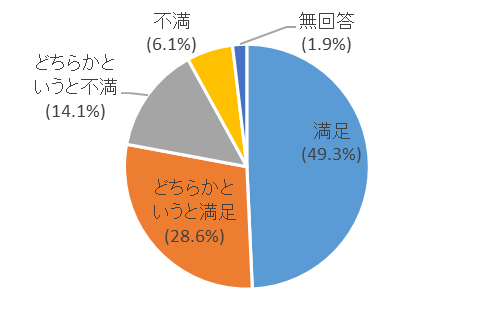 不満
(6.1%)
無回答
(1.9%)
どちらかと
いうと不満
(14.1%)
満足
(49.3%)
どちらかと
いうと満足
(28.6%)